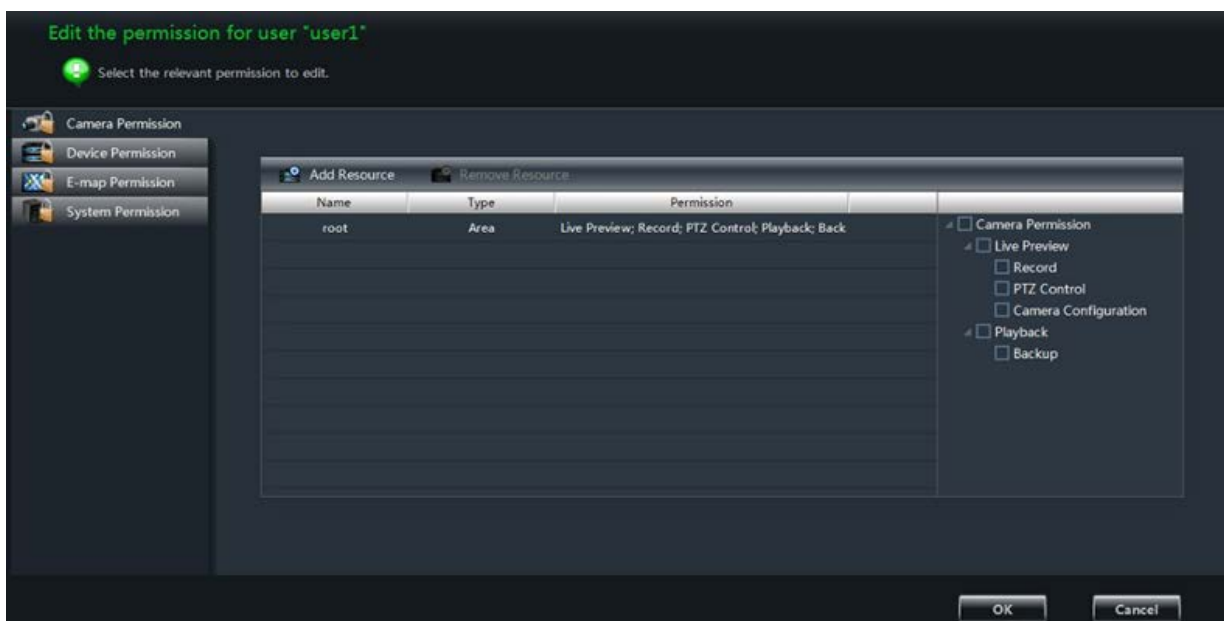 Edit the permission for user "user1"
Select the relevant permission to edit.
Camera Permission
Device Permission
E-map Permission
System Permission
Add Resource Remove Resource
Name Type Permission
root Area Live Preview; Record; PTZ Control; Playback; Back
Camera Permission
Live Preview
Record
PTZ Control
Camera Configuration
Playback
Backup
OK Cancel